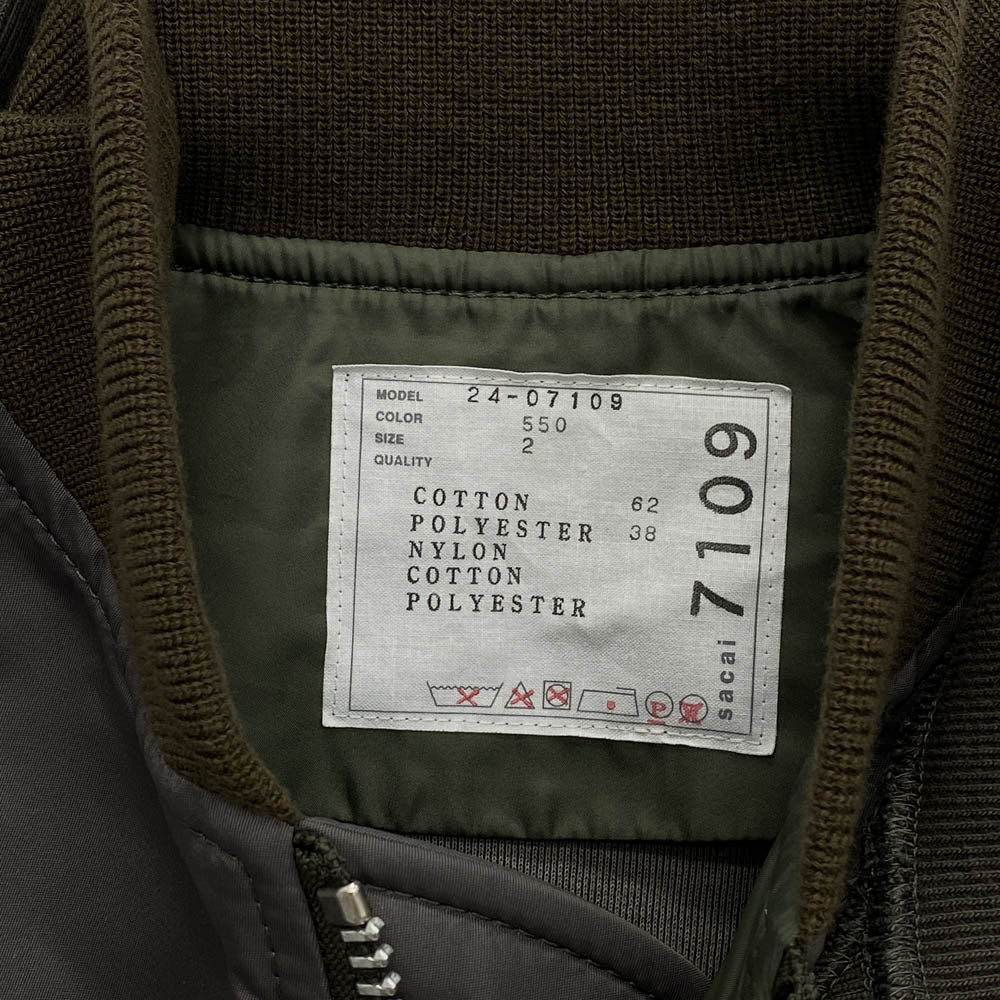 MODEL 24-07109
COLOR 550
SIZE 2
QUALITY
COTTON 62
POLYESTER 38
NYLON
COTTON
POLYESTER
P
sacai 7109